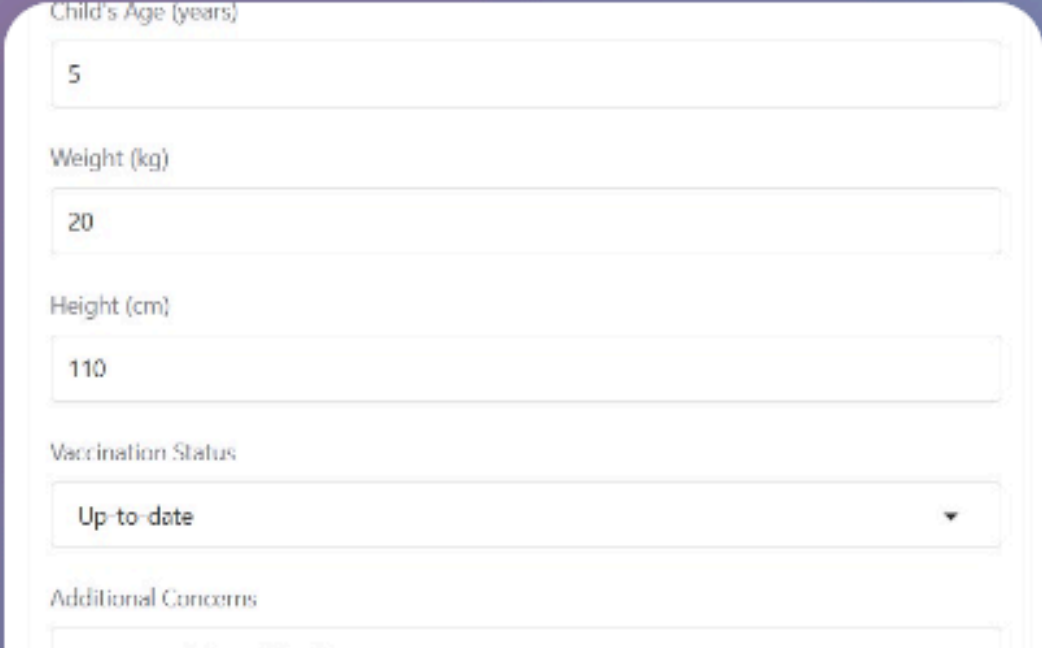 Child's Age (years)
5
Weight (kg)
20
Height (cm)
110
Vaccination Status
Up-to-date
Additional Concerns